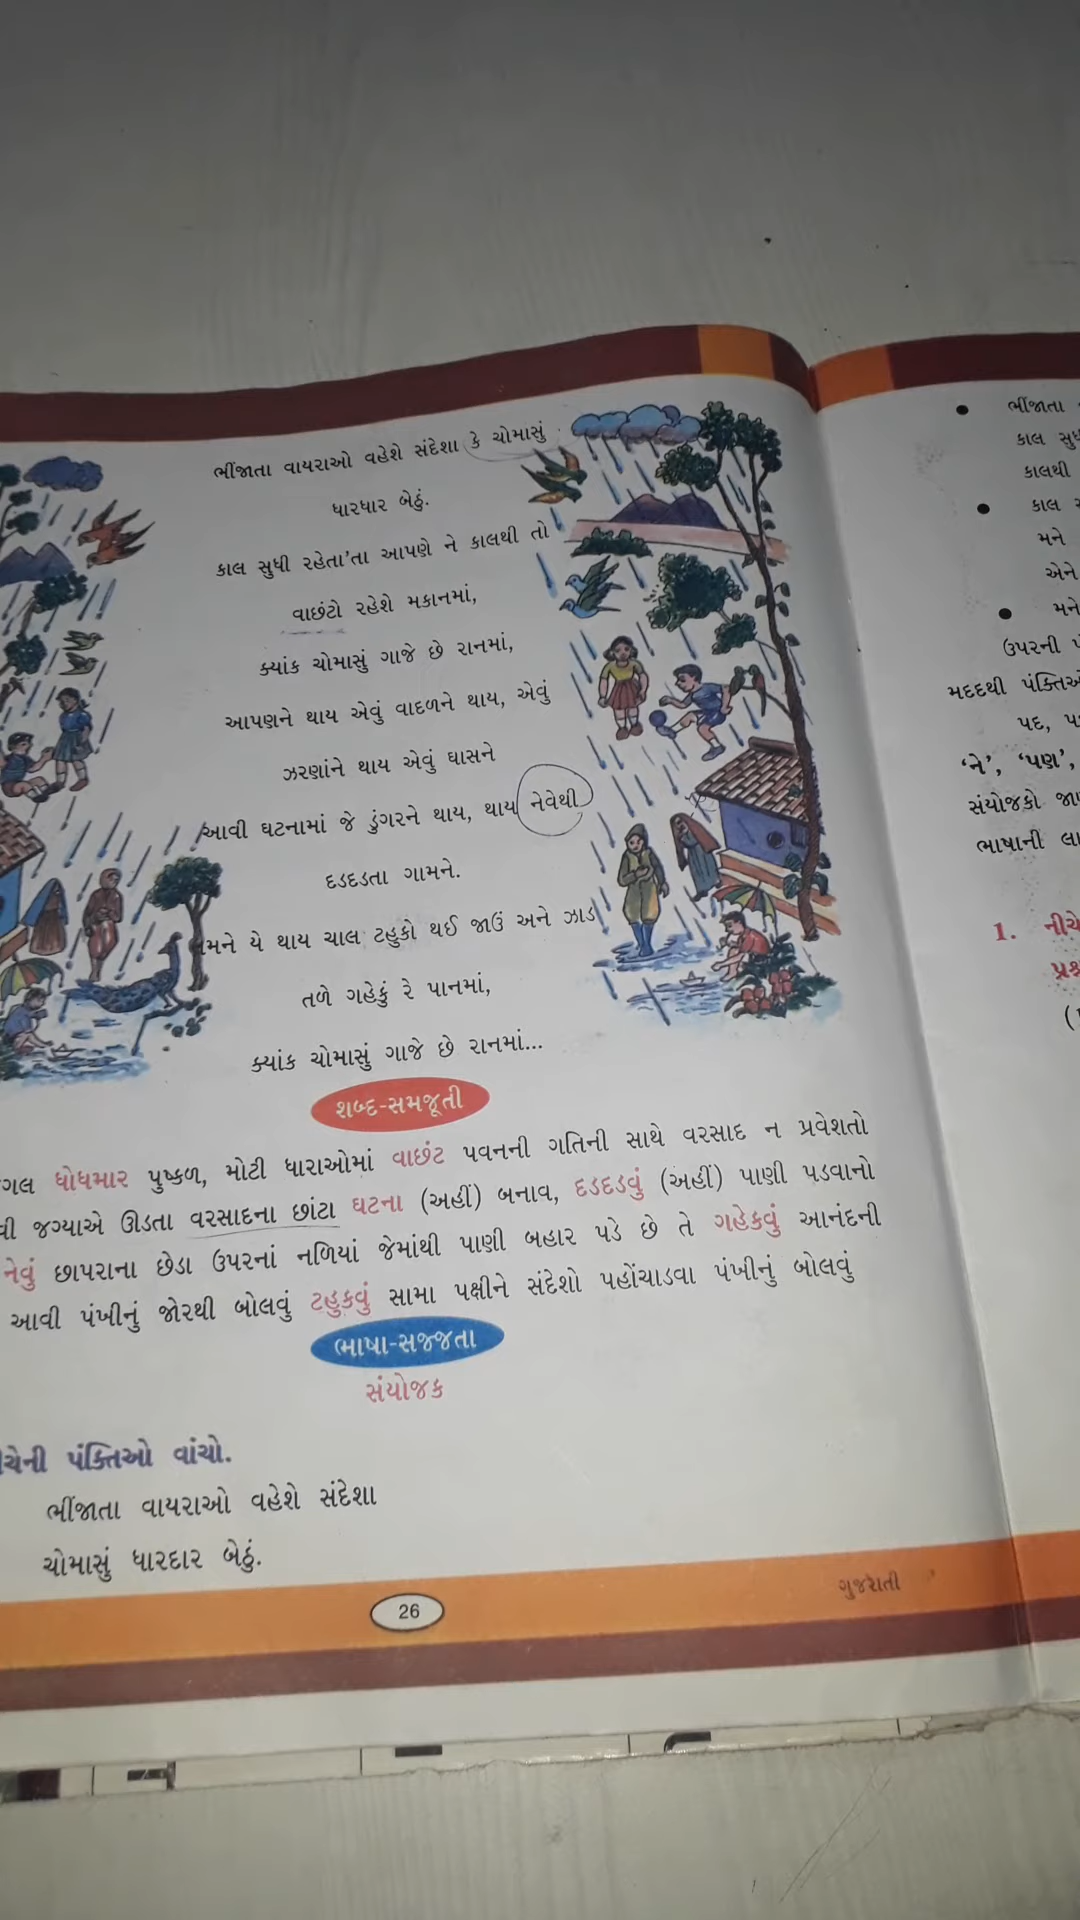 ભીંજાતા વાયરાઓ વહેશે સંદેશા કે ચોમાસું
ધારધાર બેઠું.
કાલ સુધી રહેતા'તા આપણે ને કાલથી તો
વાછંટો રહેશે મકાનમાં,
ક્યાંક ચોમાસું ગાજે છે રાનમાં,
આપણને થાય એવું વાદળને થાય, એવું
ઝરણાંને થાય એવું ઘાસને
આવી ઘટનામાં જે ડુંગરને થાય, થાય નેવેથી
દડદડતા ગામને.
મને યે થાય ચાલ ટહુકો થઈ જાઉં અને ઝાડ
તળે ગહેકું રે પાનમાં,
ક્યાંક ચોમાસું ગાજે છે રાનમાં...
શબ્દ-સમજૂતી
ધોધમાર પુષ્કળ, મોટી ધારાઓમાં વાછંટ પવનની ગતિની સાથે વરસાદ ન પ્રવેશતો
જગ્યાએ ઊડતા વરસાદના છાંટા ઘટના (અહીં) બનાવ, દડદડવું (અહીં) પાણી પડવાનો
નેવું છાપરાના છેડા ઉપરનાં નળિયાં જેમાંથી પાણી બહાર પડે છે તે ગહેકવું આનંદની
આવી પંખીનું જોરથી બોલવું ટહુકવું સામા પક્ષીને સંદેશો પહોંચાડવા પંખીનું બોલવું
ભાષા-સજ્જતા
સંયોજક
પંક્તિઓ વાંચો.
ભીંજાતા વાયરાઓ વહેશે સંદેશા
ચોમાસું ધારદાર બેઠું.
26
ગુજરાતી
ભીંજાતા
કાલ
કાલથી
કાલ
મને
એને
ઉપરની
મદદથી
પદ,
'ને', 'પણ',
સંયોજકો
ભાષાની
1.